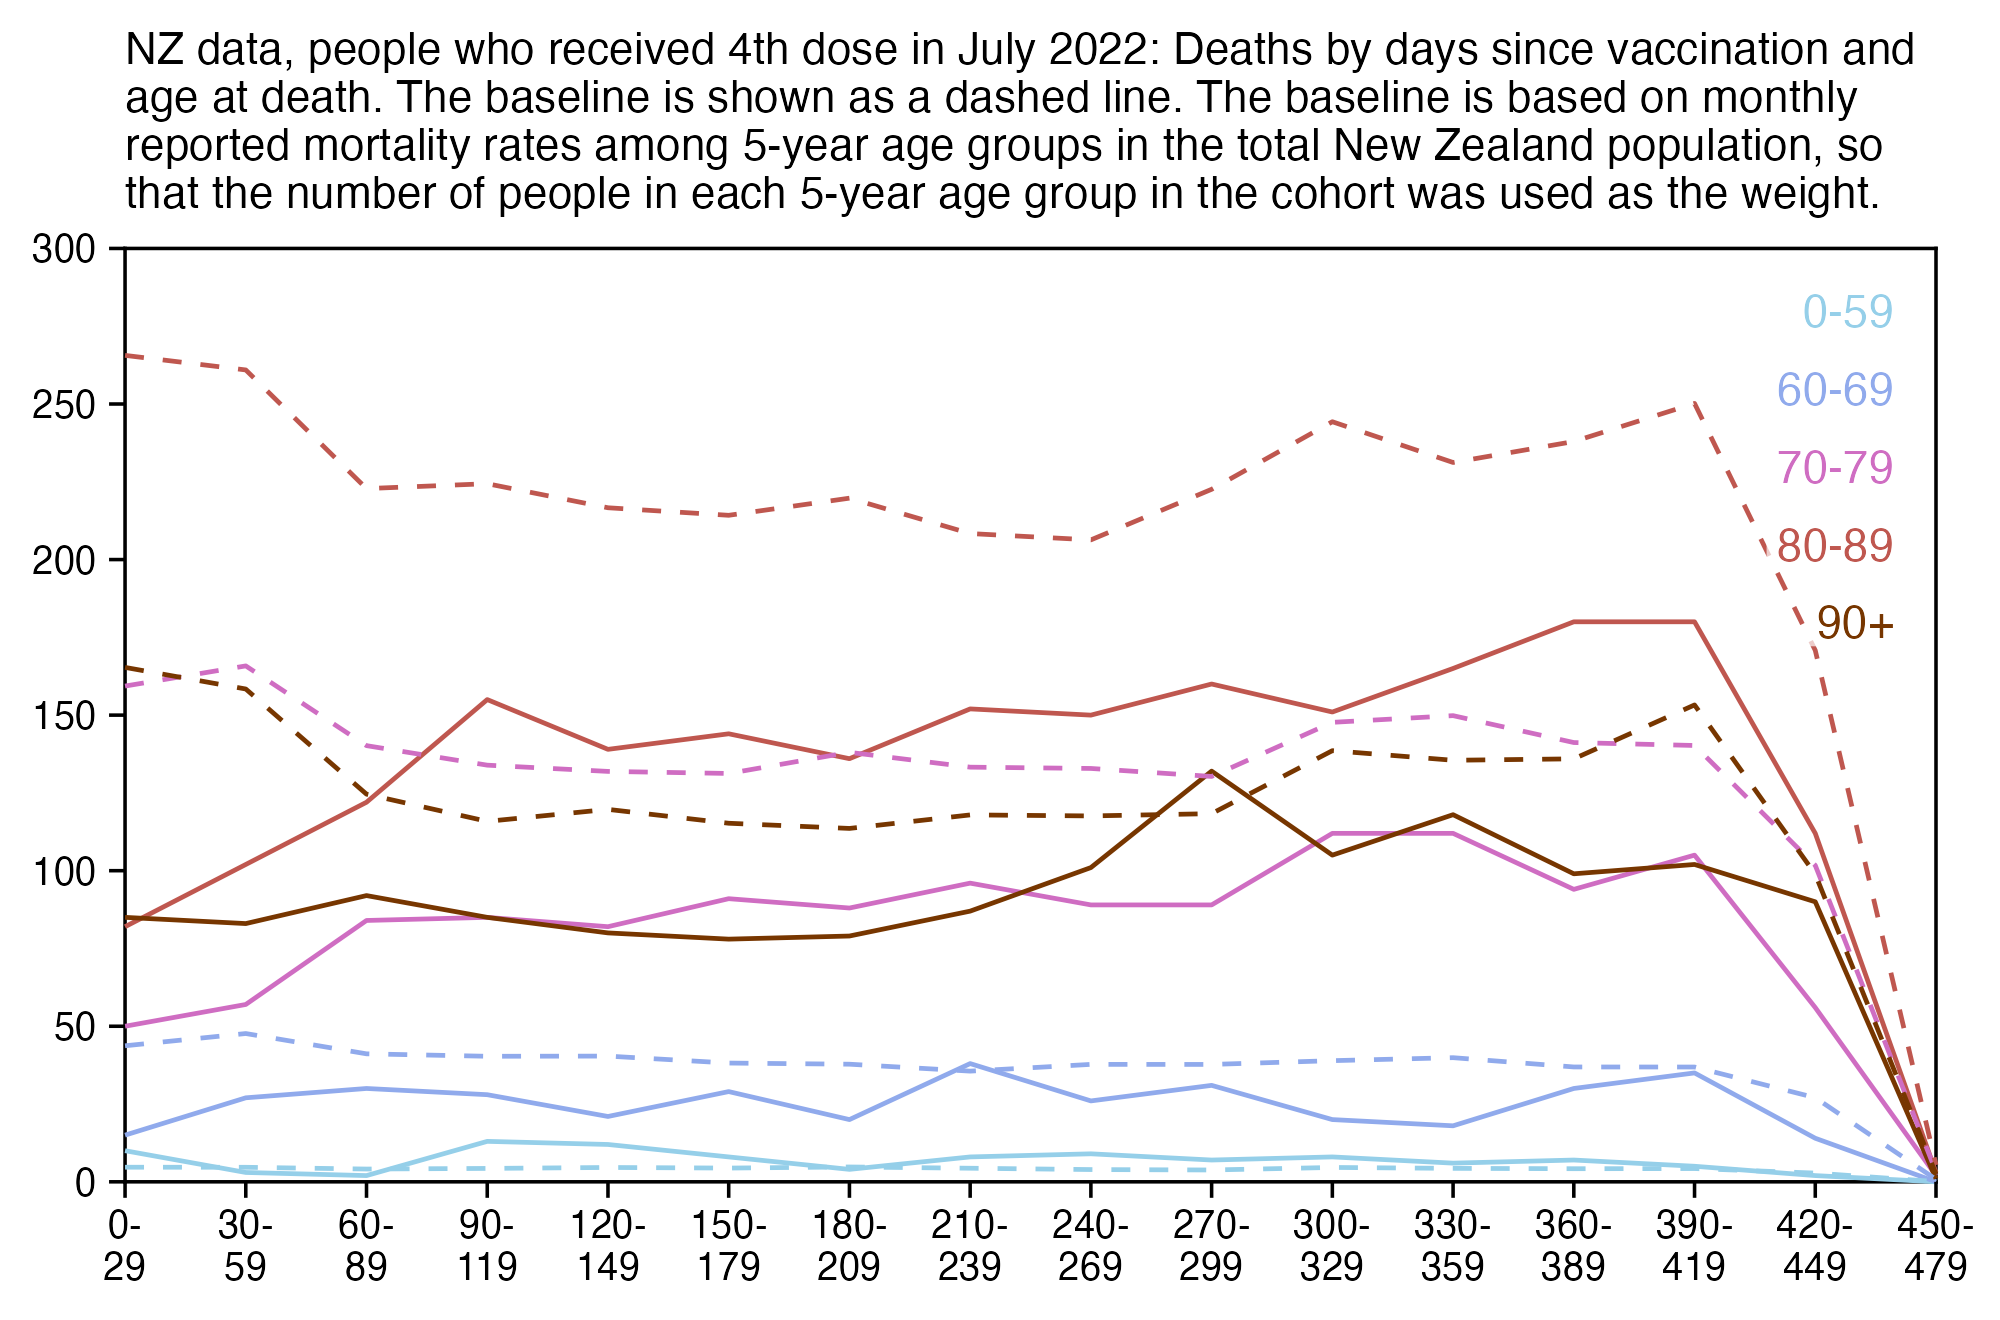 NZ data, people who received 4th dose in July 2022: Deaths by days since vaccination and
age at death. The baseline is shown as a dashed line. The baseline is based on monthly
reported mortality rates among 5-year age groups in the total New Zealand population, so
that the number of people in each 5-year age group in the cohort was used as the weight.
300
250
200
150
100
50
0
0-59
60-69
70-79
80-89
90+
0- 30- 60- 90- 120- 150- 180- 210- 240- 270- 300- 330- 360- 390- 420- 450-
29 59 89 119 149 179 209 239 269 299 329 359 389 419 449 479